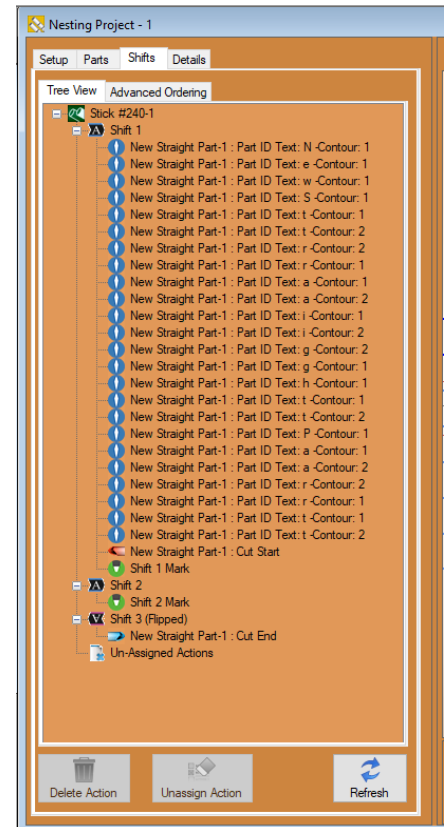 Nesting Project - 1
Setup Parts Shifts Details
Tree View Advanced Ordering
Stick #240-1
Shift 1
New Straight Part-1 : Part ID Text: N -Contour: 1
New Straight Part-1 : Part ID Text: e -Contour: 1
New Straight Part-1 : Part ID Text: w -Contour: 1
New Straight Part-1 : Part ID Text: S -Contour: 1
New Straight Part-1 : Part ID Text: t -Contour: 1
New Straight Part-1 : Part ID Text: t -Contour: 2
New Straight Part-1 : Part ID Text: r -Contour: 2
New Straight Part-1 : Part ID Text: r -Contour: 1
New Straight Part-1 : Part ID Text: a -Contour: 1
New Straight Part-1 : Part ID Text: a -Contour: 2
New Straight Part-1 : Part ID Text: i -Contour: 1
New Straight Part-1 : Part ID Text: i -Contour: 2
New Straight Part-1 : Part ID Text: g -Contour: 2
New Straight Part-1 : Part ID Text: g -Contour: 1
New Straight Part-1 : Part ID Text: h -Contour: 1
New Straight Part-1 : Part ID Text: t -Contour: 1
New Straight Part-1 : Part ID Text: t -Contour: 2
New Straight Part-1 : Part ID Text: P -Contour: 1
New Straight Part-1 : Part ID Text: a -Contour: 1
New Straight Part-1 : Part ID Text: a -Contour: 2
New Straight Part-1 : Part ID Text: r -Contour: 2
New Straight Part-1 : Part ID Text: r -Contour: 1
New Straight Part-1 : Part ID Text: t -Contour: 1
New Straight Part-1 : Part ID Text: t -Contour: 2
New Straight Part-1 : Cut Start
Shift 1 Mark
Shift 2
Shift 2 Mark
Shift 3 (Flipped)
New Straight Part-1 : Cut End
Un-Assigned Actions
Delete Action Unassign Action Refresh